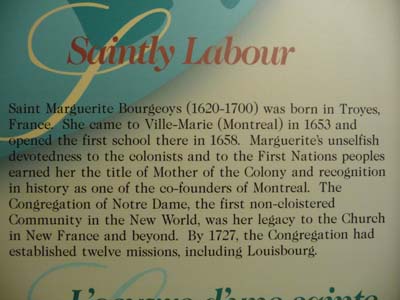 Saintly Labour
Saint Marguerite Bourgeoys (1620-1700) was born in Troyes,
France. She came to Ville-Marie (Montreal) in 1653 and
opened the first school there in 1658. Marguerite's unselfish
devotedness to the colonists and to the First Nations peoples
earned her the title of Mother of the Colony and recognition
in history as one of the co-founders of Montreal. The
Congregation of Notre Dame, the first non-cloistered
Community in the New World, was her legacy to the Church
in New France and beyond. By 1727, the Congregation had
established twelve missions, including Louisbourg.
L'oeuvre d'une sainte